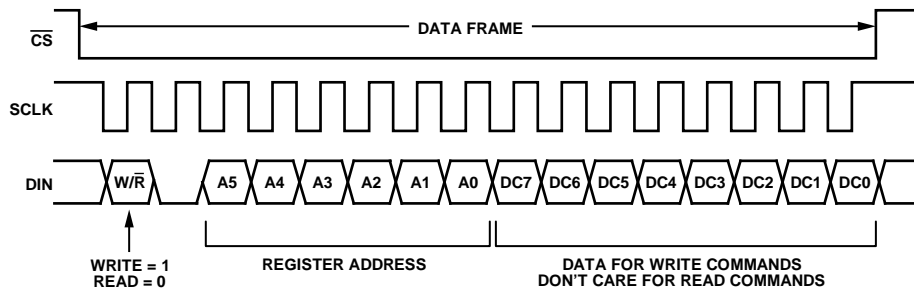 DATA FRAME
C̅S̅
SCLK
DIN W/R̅ A5 A4 A3 A2 A1 A0 DC7 DC6 DC5 DC4 DC3 DC2 DC1 DC0
WRITE = 1
READ = 0
REGISTER ADDRESS
DATA FOR WRITE COMMANDS
DON'T CARE FOR READ COMMANDS